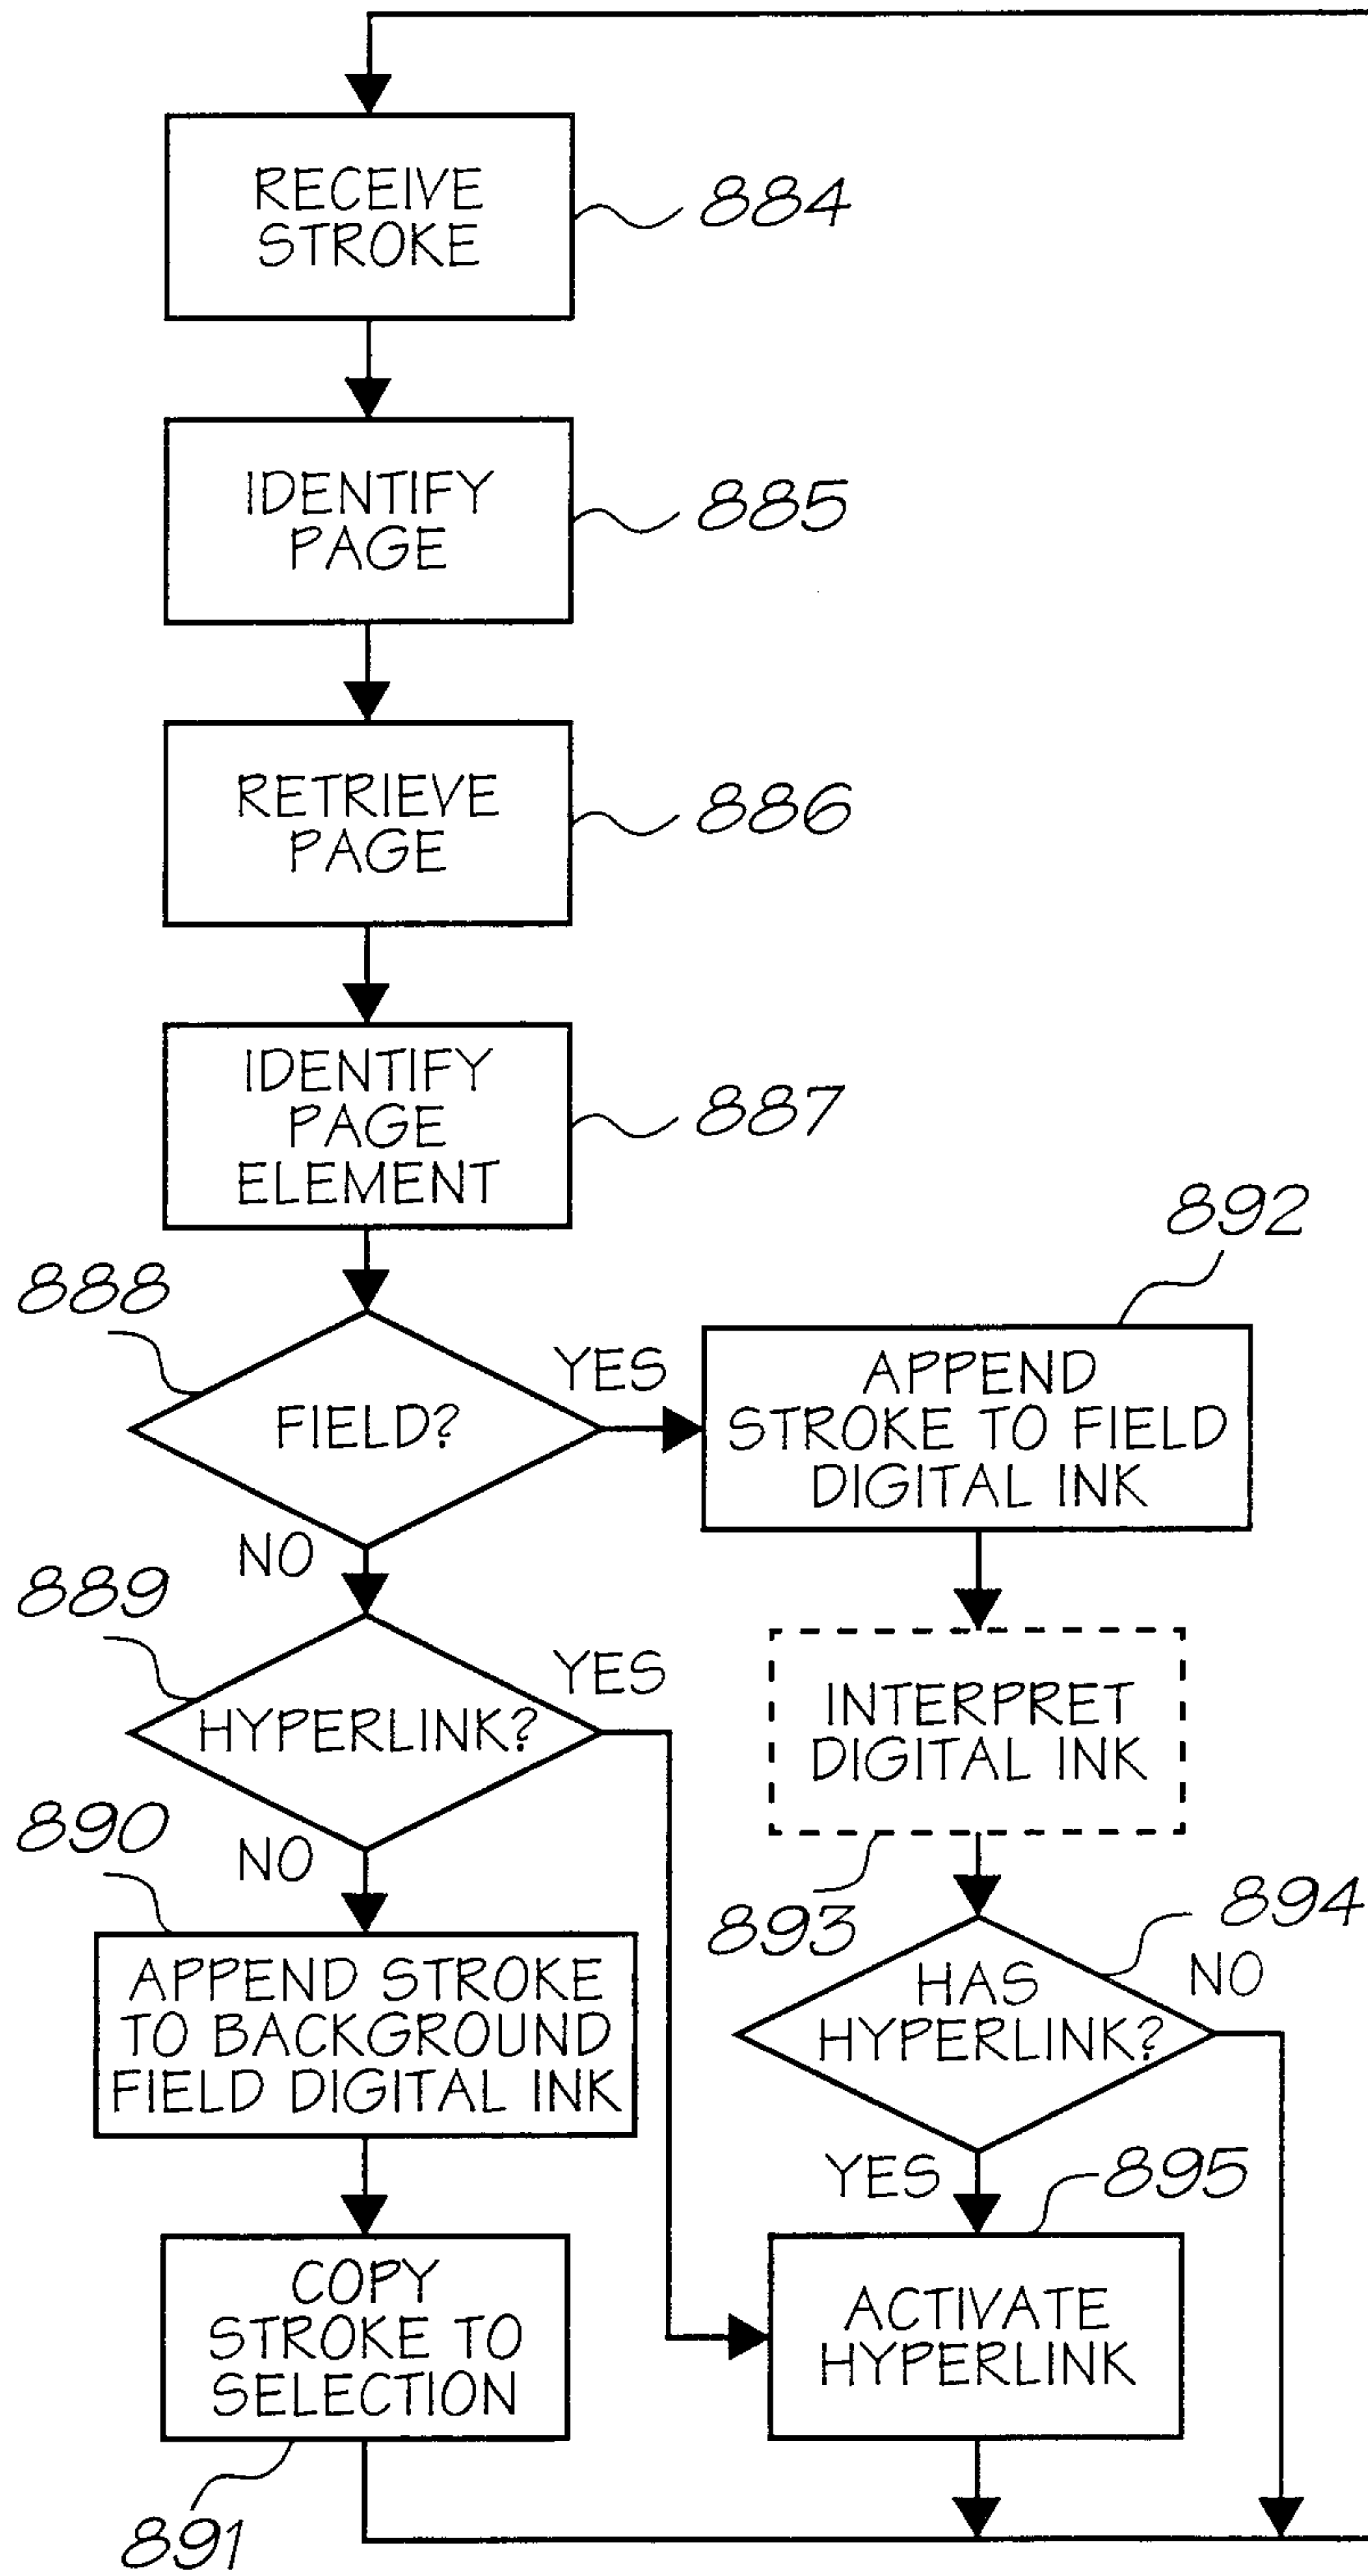 RECEIVE
STROKE
884
IDENTIFY
PAGE
885
RETRIEVE
PAGE
886
IDENTIFY
PAGE
ELEMENT
887
888
FIELD?
YES
NO
892
APPEND
STROKE TO FIELD
DIGITAL INK
889
HYPERLINK?
YES
NO
INTERPRET
DIGITAL INK
893
890
APPEND STROKE
TO BACKGROUND
FIELD DIGITAL INK
894
HAS
HYPERLINK?
NO
YES
895
COPY
STROKE TO
SELECTION
891
ACTIVATE
HYPERLINK